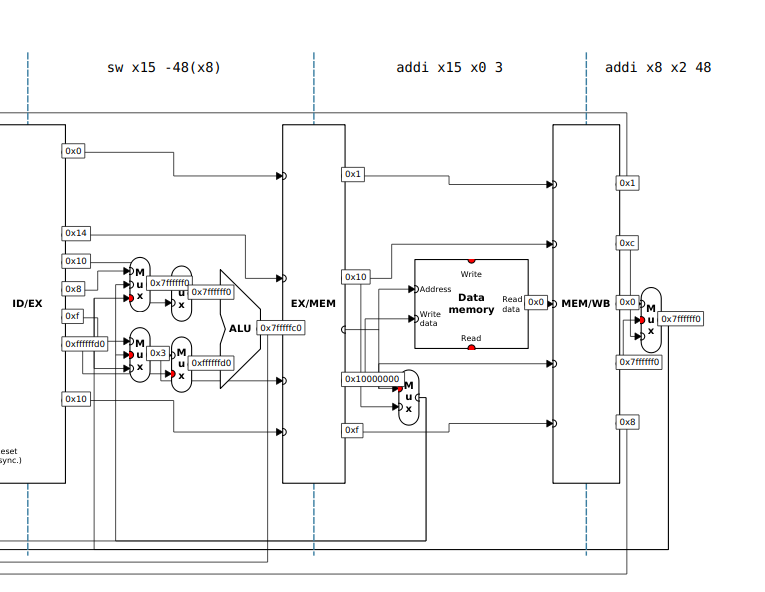 sw x15 -48(x8)
addi x15 x0 3
addi x8 x2 48
0x0
0x14
0x10
0x8
0xf
0xffffffd0
0x10
ID/EX
eset
sync.)
M
u
x
0x7ffffff0
u
x
0x7ffffff0
M
u
x
0x3
M
u
x
0xffffffd0
ALU
0x7fffffc0
EX/MEM
0x1
0x10
0x10000000
0xf
Write
Address
Data
memory
Write
data
Read
data
Read
0x0
M
u
x
MEM/WB
0x1
0xc
0x0
0x7ffffff0
0x8
M
u
x
0x7ffffff0